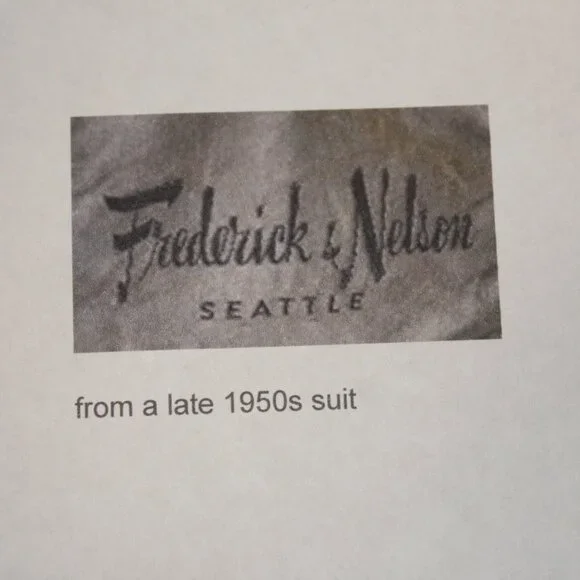 Frederick & Nelson
SEATTLE
from a late 1950s suit